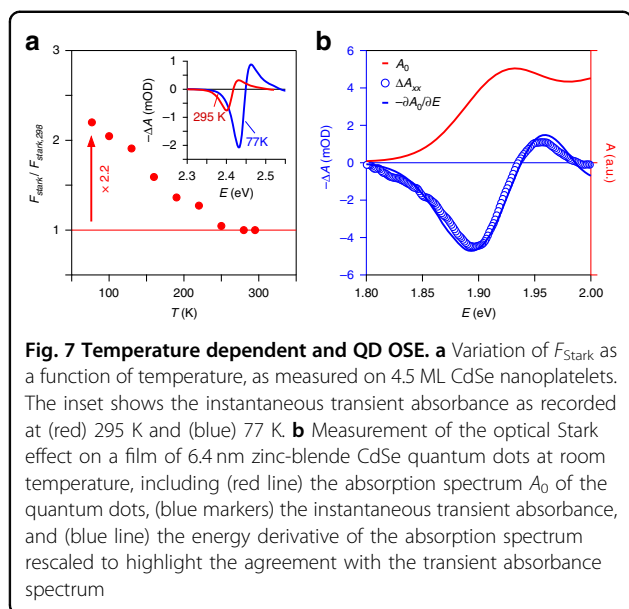 a
3
2
1
F_stark / F_stark,298
× 2.2
50
150
250
350
T (K)
1
0
−1
−2
−ΔA (mOD)
295 K
77K
2.3
2.4
2.5
E (eV)
b
6
4
2
0
−2
−4
−6
−ΔA (mOD)
A_0
ΔA_xx
−∂A_0/∂E
A (a.u)
1.80
1.85
1.90
1.95
2.00
E (eV)
Fig. 7 Temperature dependent and QD OSE. a Variation of F_Stark as
a function of temperature, as measured on 4.5 ML CdSe nanoplatelets.
The inset shows the instantaneous transient absorbance as recorded
at (red) 295 K and (blue) 77 K. b Measurement of the optical Stark
effect on a film of 6.4 nm zinc-blende CdSe quantum dots at room
temperature, including (red line) the absorption spectrum A_0 of the
quantum dots, (blue markers) the instantaneous transient absorbance,
and (blue line) the energy derivative of the absorption spectrum
rescaled to highlight the agreement with the transient absorbance
spectrum